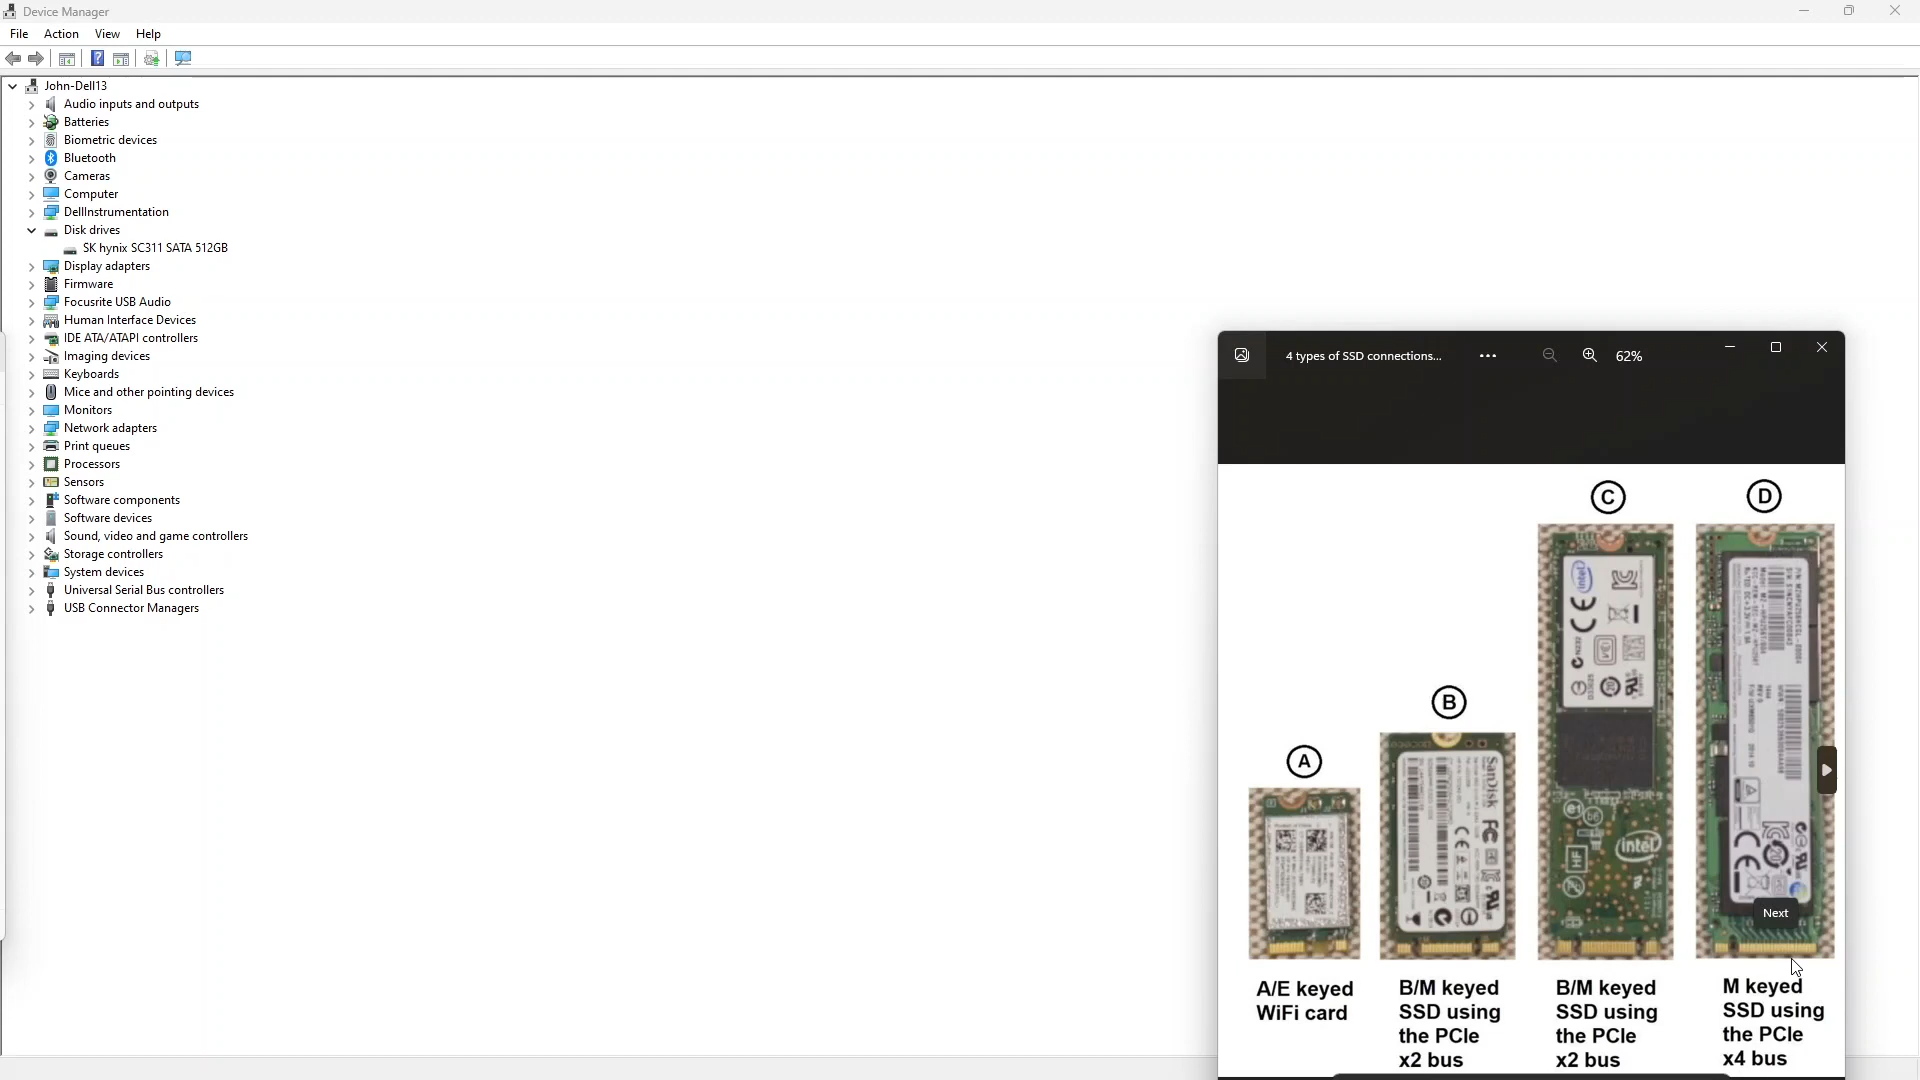 Device Manager
File Action View Help
John-Dell13
Audio inputs and outputs
Batteries
Biometric devices
Bluetooth
Cameras
Computer
DellInstrumentation
Disk drives
SK hynix SC311 SATA 512GB
Display adapters
Firmware
Focusrite USB Audio
Human Interface Devices
IDE ATA/ATAPI controllers
Imaging devices
Keyboards
Mice and other pointing devices
Monitors
Network adapters
Print queues
Processors
Sensors
Software components
Software devices
Sound, video and game controllers
Storage controllers
System devices
Universal Serial Bus controllers
USB Connector Managers
4 types of SSD connections...
62%
A
B
C
D
SanDisk
intel
intel
Next
A/E keyed
WiFi card
B/M keyed
SSD using
the PCIe
x2 bus
B/M keyed
SSD using
the PCIe
x2 bus
M keyed
SSD using
the PCIe
x4 bus